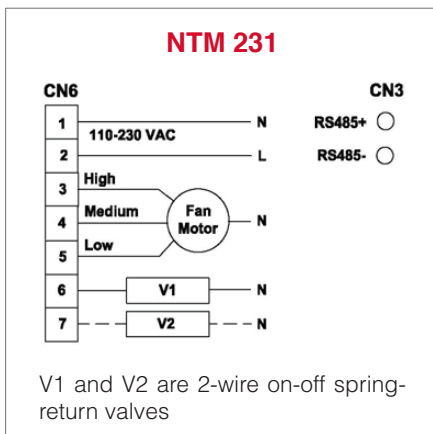 NTM 231
CN6
CN3
1 110-230 VAC N
RS485+
2 L
RS485-
3 High
4 Medium
Fan
Motor
N
5 Low
6 V1 N
7 V2 N
V1 and V2 are 2-wire on-off spring-
return valves